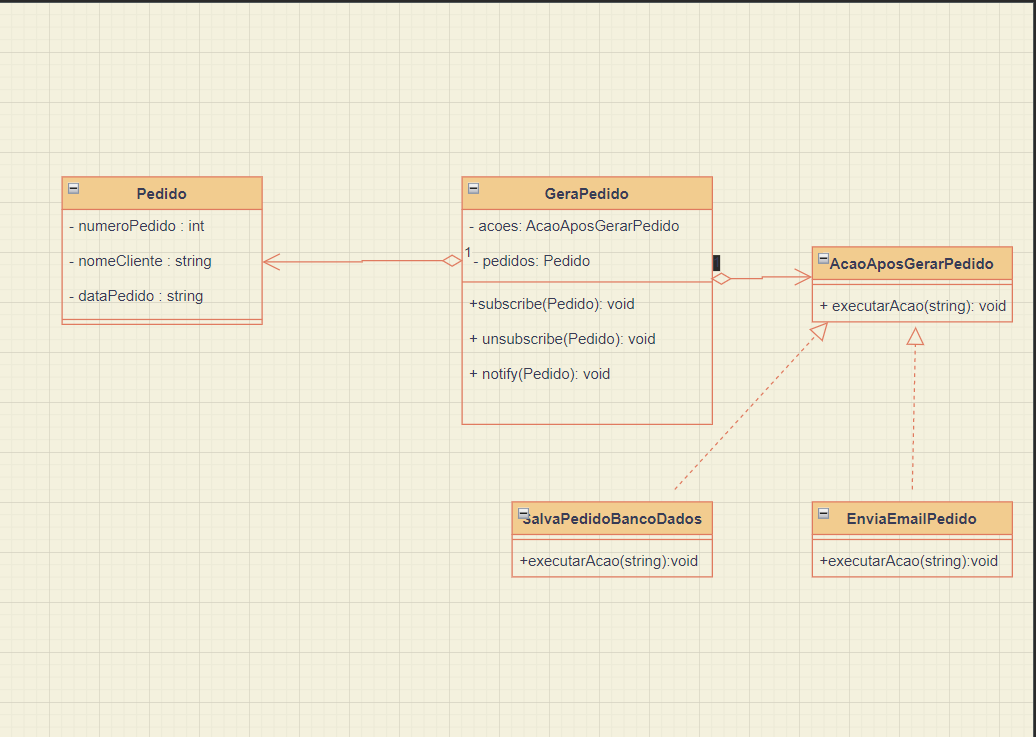 Pedido
- numeroPedido : int
- nomeCliente : string
- dataPedido : string
GeraPedido
- acoes: AcaoAposGerarPedido
1
- pedidos: Pedido
+subscribe(Pedido): void
+ unsubscribe(Pedido): void
+ notify(Pedido): void
AcaoAposGerarPedido
+ executarAcao(string): void
SalvaPedidoBancoDados
+executarAcao(string):void
EnviaEmailPedido
+executarAcao(string):void